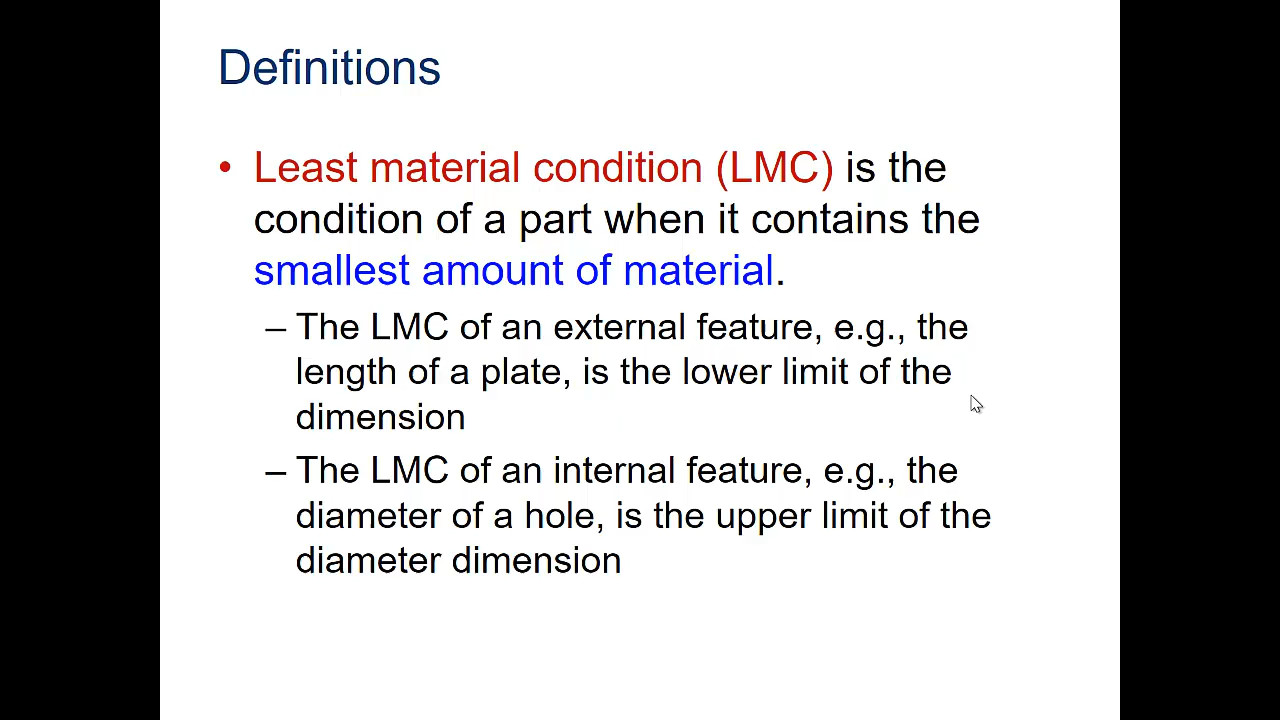 Definitions
• Least material condition (LMC) is the
condition of a part when it contains the
smallest amount of material.
– The LMC of an external feature, e.g., the
length of a plate, is the lower limit of the
dimension
– The LMC of an internal feature, e.g., the
diameter of a hole, is the upper limit of the
diameter dimension